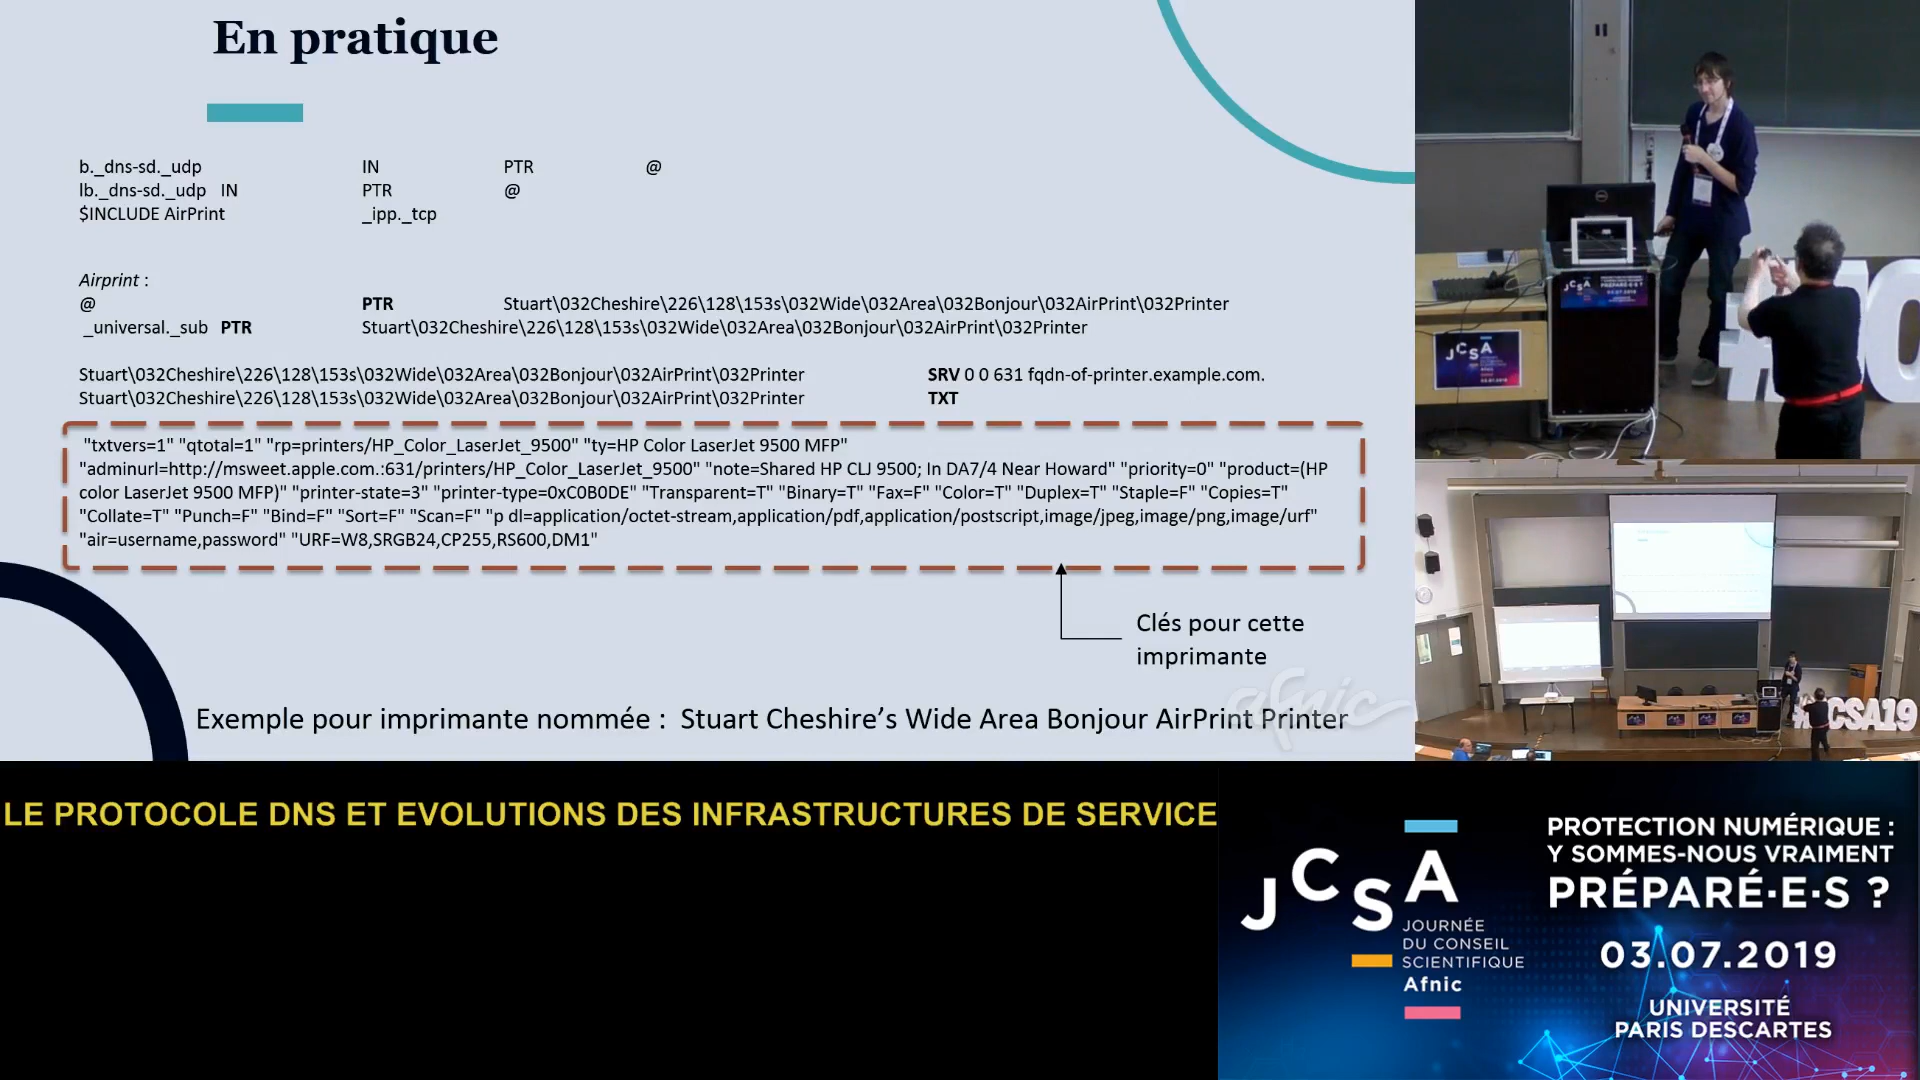 En pratique
b._dns-sd._udp IN PTR @
lb._dns-sd._udp IN PTR @
$INCLUDE AirPrint _ipp._tcp
Airprint :
@ PTR Stuart\032Cheshire\226\128\153s\032Wide\032Area\032Bonjour\032AirPrint\032Printer
_universal._sub PTR Stuart\032Cheshire\226\128\153s\032Wide\032Area\032Bonjour\032AirPrint\032Printer
Stuart\032Cheshire\226\128\153s\032Wide\032Area\032Bonjour\032AirPrint\032Printer SRV 0 0 631 fqdn-of-printer.example.com.
Stuart\032Cheshire\226\128\153s\032Wide\032Area\032Bonjour\032AirPrint\032Printer TXT
"txtvers=1" "qtotal=1" "rp=printers/HP_Color_LaserJet_9500" "ty=HP Color LaserJet 9500 MFP"
"adminurl=http://msweet.apple.com.:631/printers/HP_Color_LaserJet_9500" "note=Shared HP CLJ 9500; In DA7/4 Near Howard" "priority=0" "product=(HP
color LaserJet 9500 MFP)" "printer-state=3" "printer-type=0xC0B0DE" "Transparent=T" "Binary=T" "Fax=F" "Color=T" "Duplex=T" "Staple=F" "Copies=T"
"Collate=T" "Punch=F" "Bind=F" "Sort=F" "Scan=F" "p dl=application/octet-stream,application/pdf,application/postscript,image/jpeg,image/png,image/urf"
"air=username,password" "URF=W8,SRGB24,CP255,RS600,DM1"
Clés pour cette
imprimante
afnic
Exemple pour imprimante nommée : Stuart Cheshire’s Wide Area Bonjour AirPrint Printer
JCSA
CSA19
LE PROTOCOLE DNS ET EVOLUTIONS DES INFRASTRUCTURES DE SERVICE
JCSA
JOURNÉE
DU CONSEIL
SCIENTIFIQUE
Afnic
PROTECTION NUMÉRIQUE :
Y SOMMES-NOUS VRAIMENT
PRÉPARÉ·E·S ?
03.07.2019
UNIVERSITÉ
PARIS DESCARTES